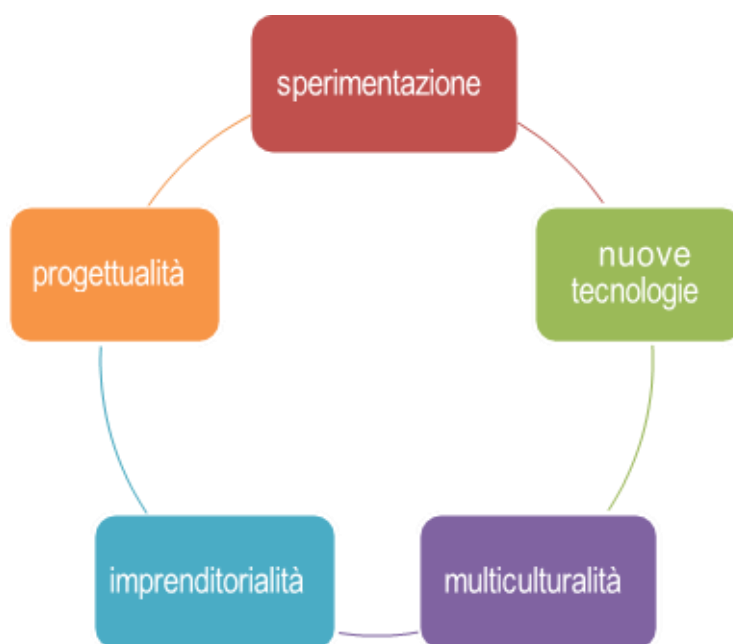 sperimentazione
nuove
tecnologie
multiculturalità
imprenditorialità
progettualità